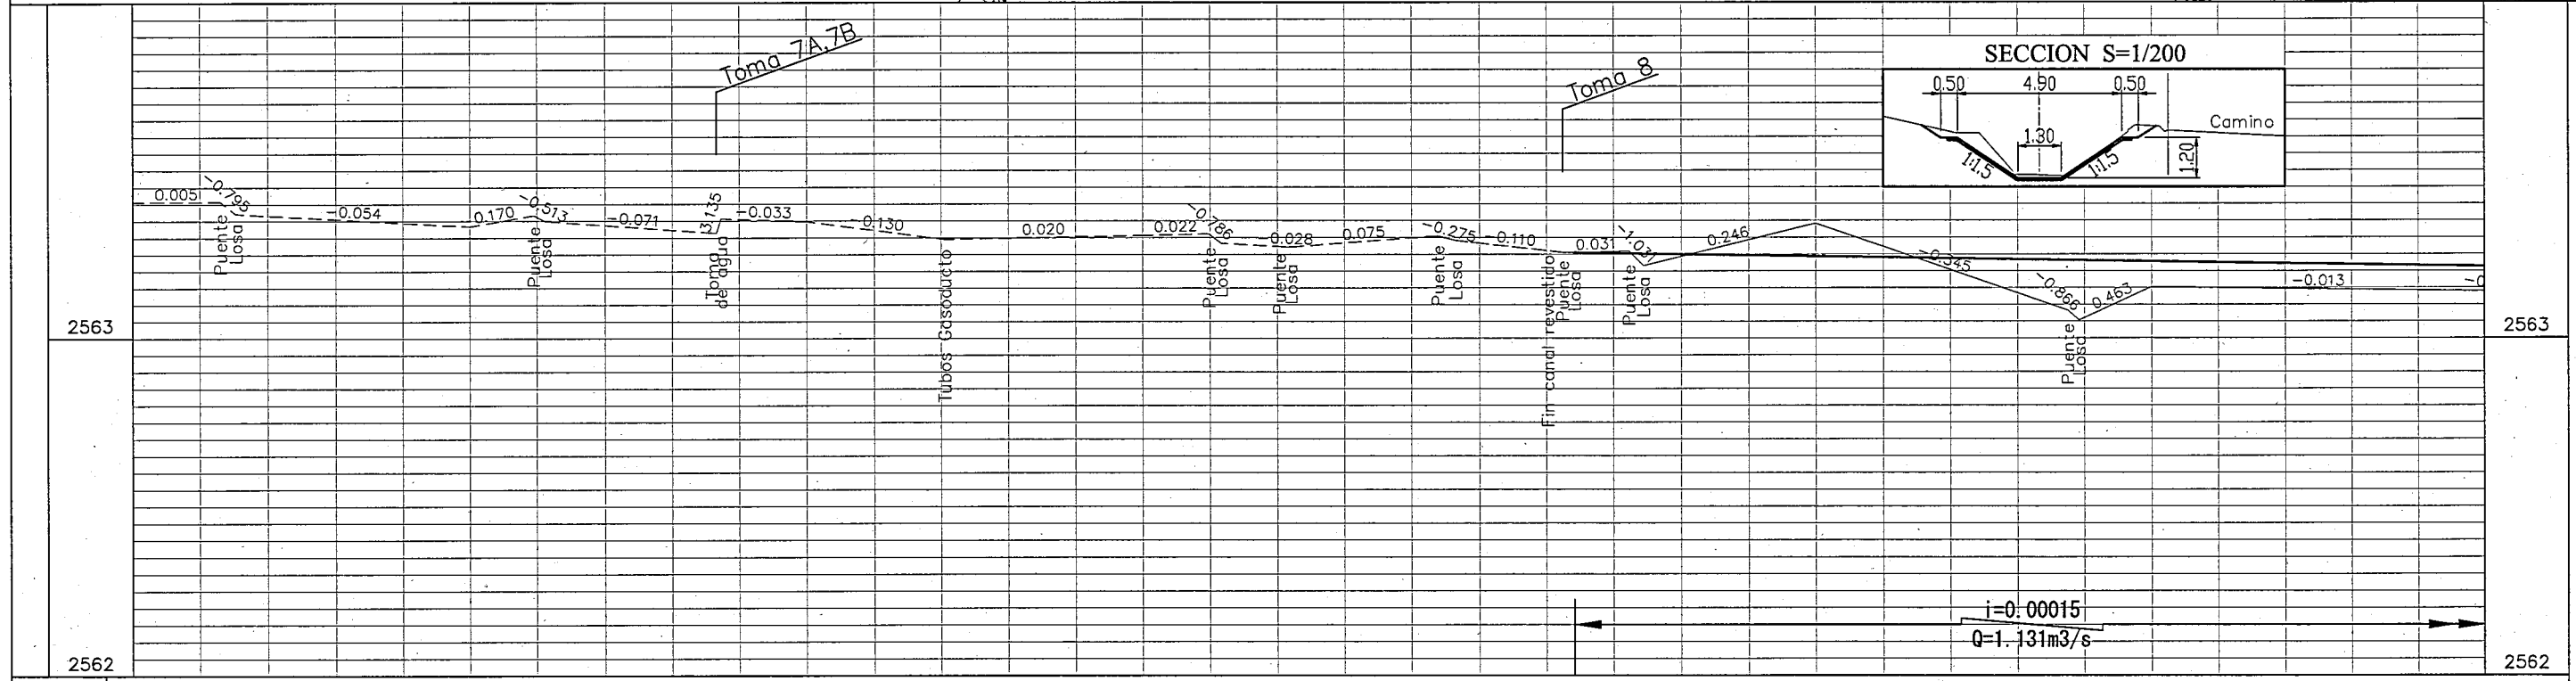 Toma 7A,7B
Toma 8
SECCION S=1/200
0.50 4.90 0.50
1.30
Camino
1:1.5
1:1.5
1.20
0.005
-0.795
-0.054
0.170
-0.513
-0.071
3.135
-0.033
-0.130
0.020
0.022
-0.786
-0.028
0.075
-0.275
-0.110
0.031
-1.031
0.246
-0.345
-0.866
0.463
-0.013
-0
Puente
Losa
Puente
Losa
Toma
de agua
Tubos Gasoducto
Puente
Losa
Puente
Losa
Puente
Losa
Fin canal revestido
Puente
Losa
Puente
Losa
Puente
Losa
2563
2563
i=0.00015
Q=1.131m3/s
2562
2562